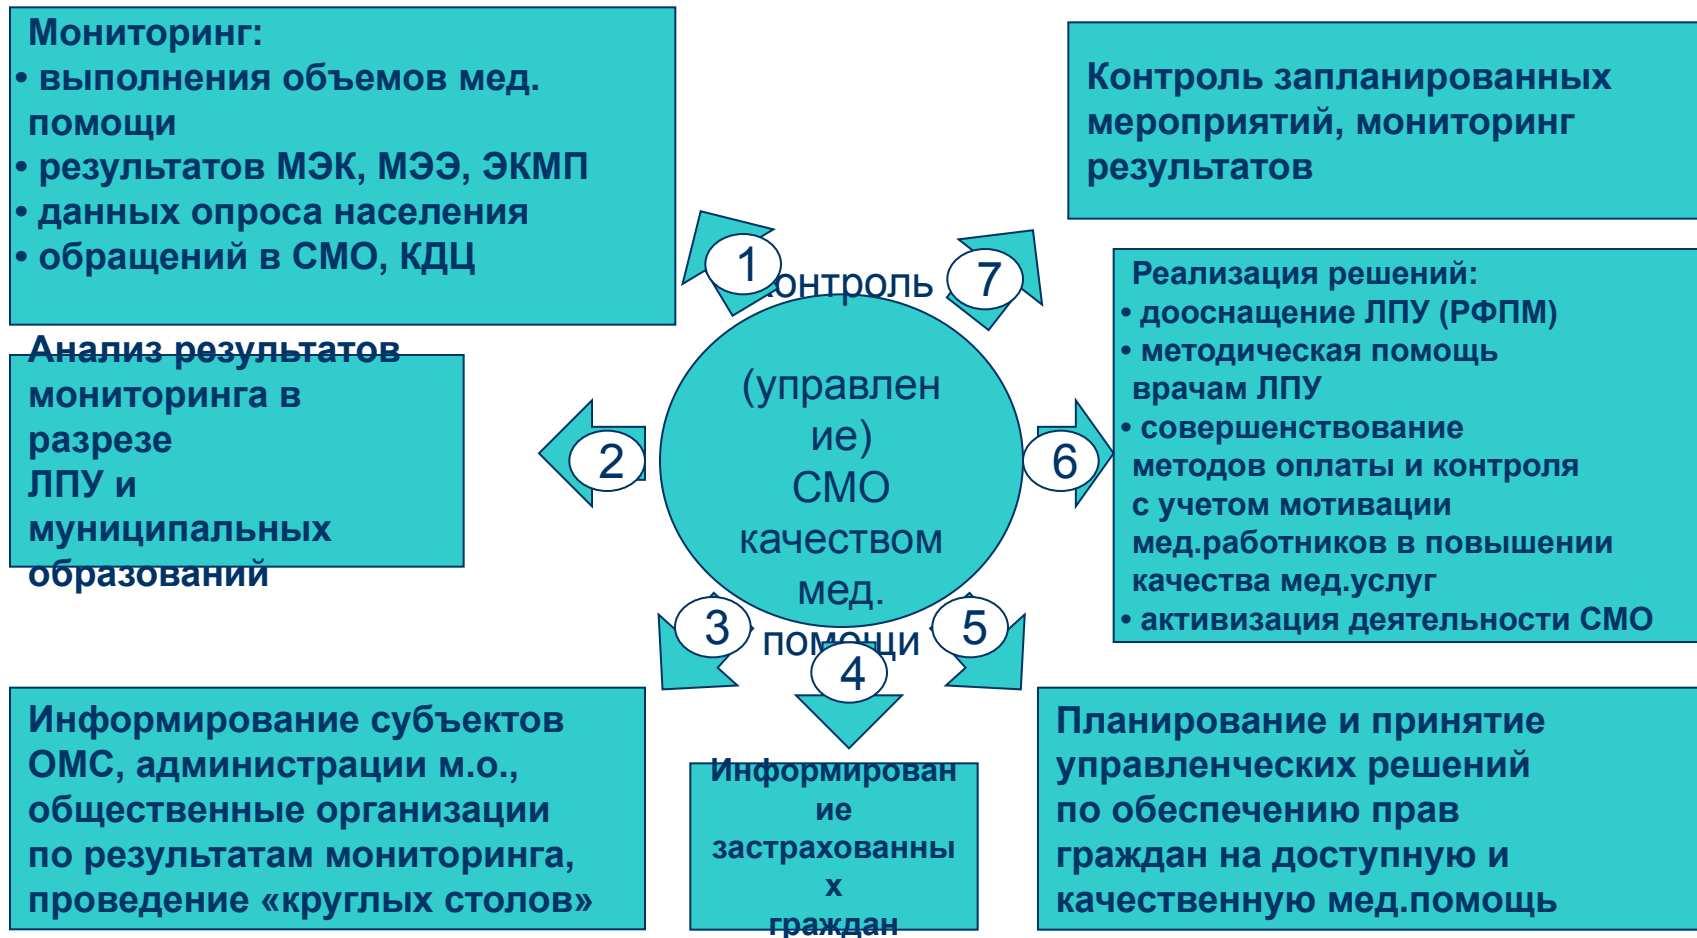 Мониторинг:
• выполнения объемов мед.
помощи
• результатов МЭК, МЭЭ, ЭКМП
• данных опроса населения
• обращений в СМО, КДЦ
Контроль запланированных
мероприятий, мониторинг
результатов
1
7
Контроль
(управлен
ие)
СМО
качеством
мед.
помощи
Анализ результатов
мониторинга в
разрезе
ЛПУ и
муниципальных
образований
2
6
Реализация решений:
• дооснащение ЛПУ (РФПМ)
• методическая помощь
врачам ЛПУ
• совершенствование
методов оплаты и контроля
с учетом мотивации
мед.работников в повышении
качества мед.услуг
• активизация деятельности СМО
3
4
5
Информирование субъектов
ОМС, администрации м.о.,
общественные организации
по результатам мониторинга,
проведение «круглых столов»
Информирован
ие
застрахованны
х
граждан
Планирование и принятие
управленческих решений
по обеспечению прав
граждан на доступную и
качественную мед.помощь